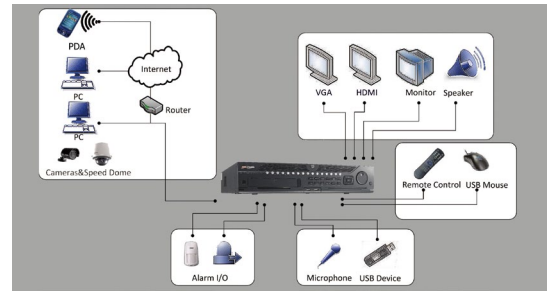 PDA
Internet
PC
Router
PC
Cameras&Speed Dome
VGA HDMI Monitor Speaker
Remote Control USB Mouse
Alarm I/O
Microphone USB Device